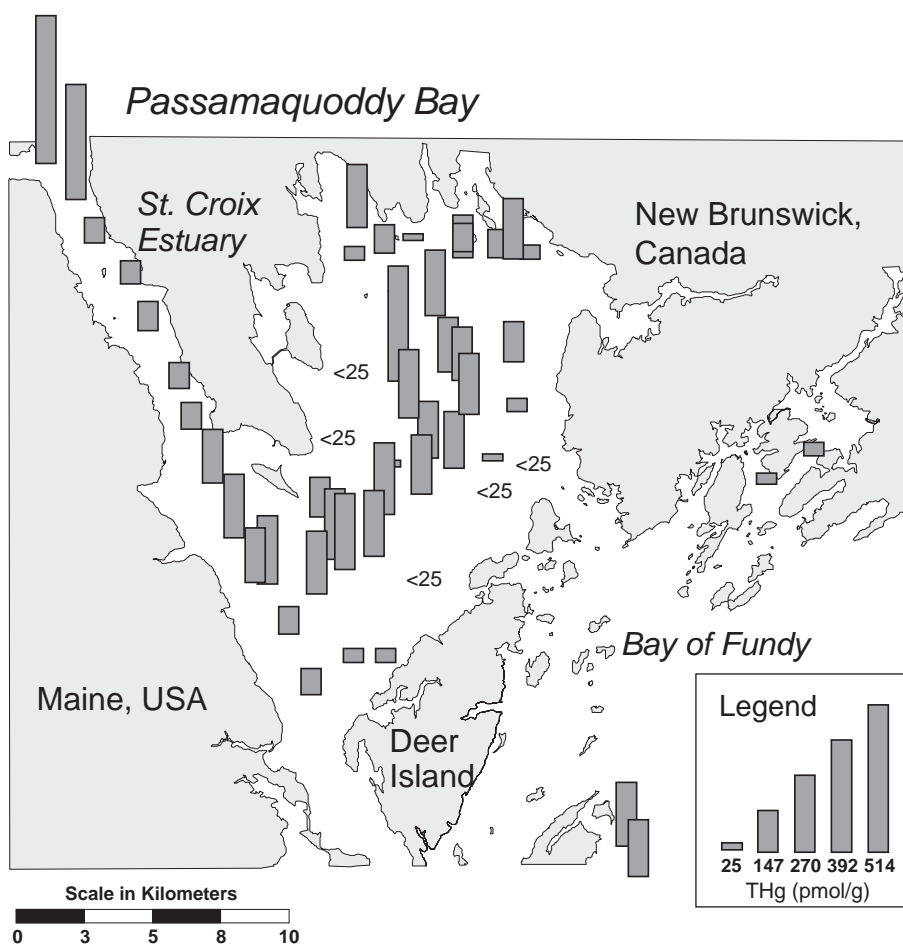 Passamaquoddy Bay
St. Croix
Estuary
New Brunswick,
Canada
<25
<25
<25
<25
<25
Bay of Fundy
Maine, USA
Deer
Island
Legend
25 147 270 392 514
THg (pmol/g)
Scale in Kilometers
0 3 5 8 10